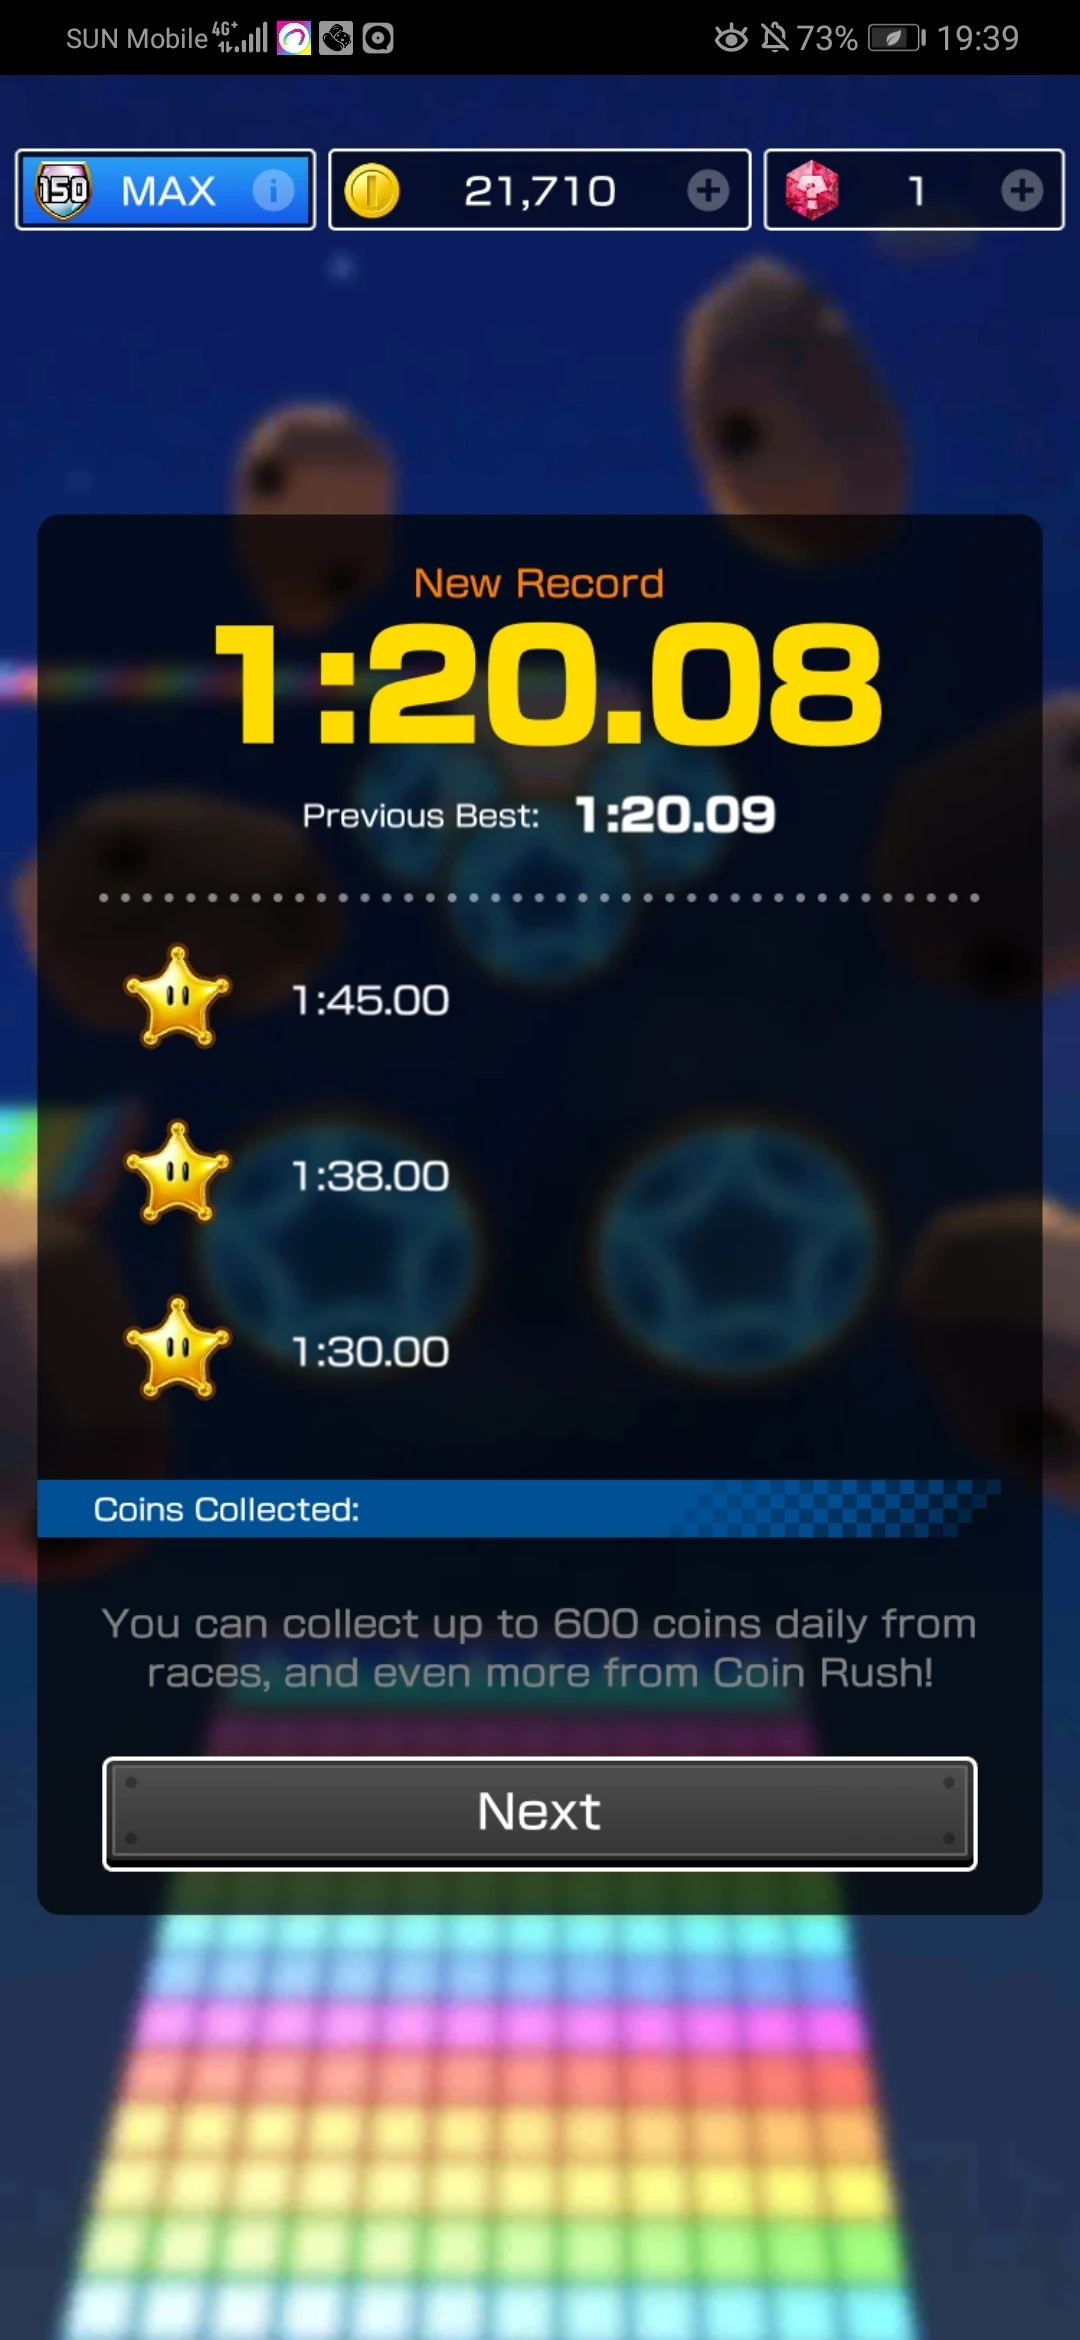 SUN Mobile 4G+ 73% 19:39
150 MAX i 21,710 + ? 1 +
New Record
1:20.08
Previous Best: 1:20.09
1:45.00
1:38.00
1:30.00
Coins Collected:
You can collect up to 600 coins daily from
races, and even more from Coin Rush!
Next